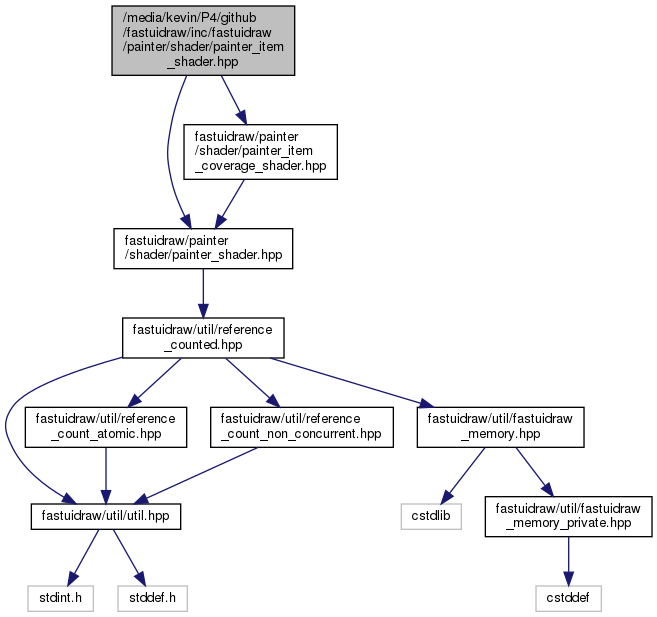 /media/kevin/P4/github
/fastuidraw/inc/fastuidraw
/painter/shader/painter_item
_shader.hpp
fastuidraw/painter
/shader/painter_item
_coverage_shader.hpp
fastuidraw/painter
/shader/painter_shader.hpp
fastuidraw/util/reference
_counted.hpp
fastuidraw/util/reference
_count_atomic.hpp
fastuidraw/util/reference
_count_non_concurrent.hpp
fastuidraw/util/fastuidraw
_memory.hpp
fastuidraw/util/util.hpp
cstdlib
fastuidraw/util/fastuidraw
_memory_private.hpp
stdint.h
stddef.h
cstddef